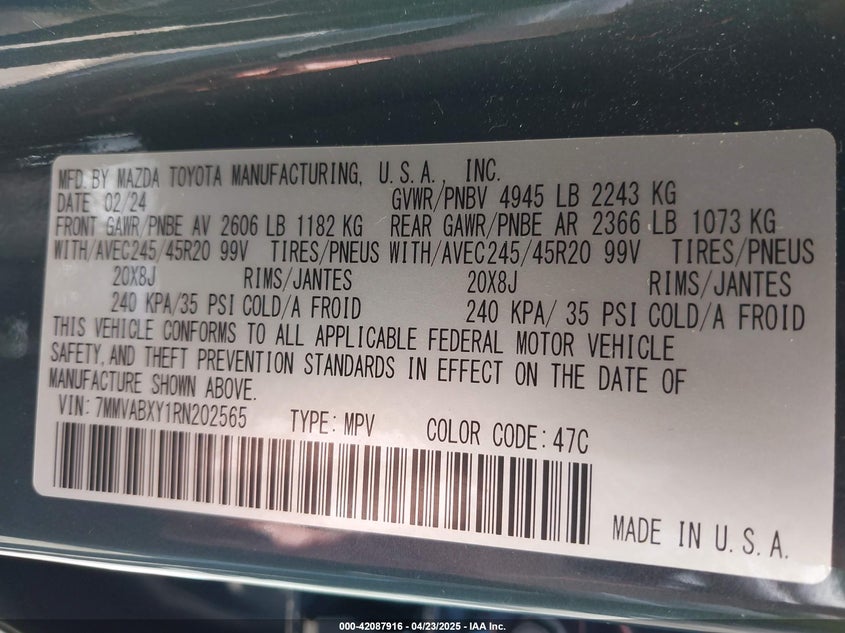 MFD. BY MAZDA TOYOTA MANUFACTURING, U.S.A., INC.
DATE 02/24 GVWR/PNBV 4945 LB 2243 KG
FRONT GAWR/PNBE AV 2606 LB 1182 KG REAR GAWR/PNBE AR 2366 LB 1073 KG
WITH/AVEC245/45R20 99V TIRES/PNEUS WITH/AVEC245/45R20 99V TIRES/PNEUS
20X8J RIMS/JANTES 20X8J RIMS/JANTES
240 KPA/35 PSI COLD/A FROID 240 KPA/ 35 PSI COLD/A FROID
THIS VEHICLE CONFORMS TO ALL APPLICABLE FEDERAL MOTOR VEHICLE
SAFETY, AND THEFT PREVENTION STANDARDS IN EFFECT ON THE DATE OF
MANUFACTURE SHOWN ABOVE.
VIN: 7MMVABXY1RN202565 TYPE: MPV COLOR CODE: 47C
MADE IN U.S.A.
000-42087916 - 04/23/2025 - IAA Inc.